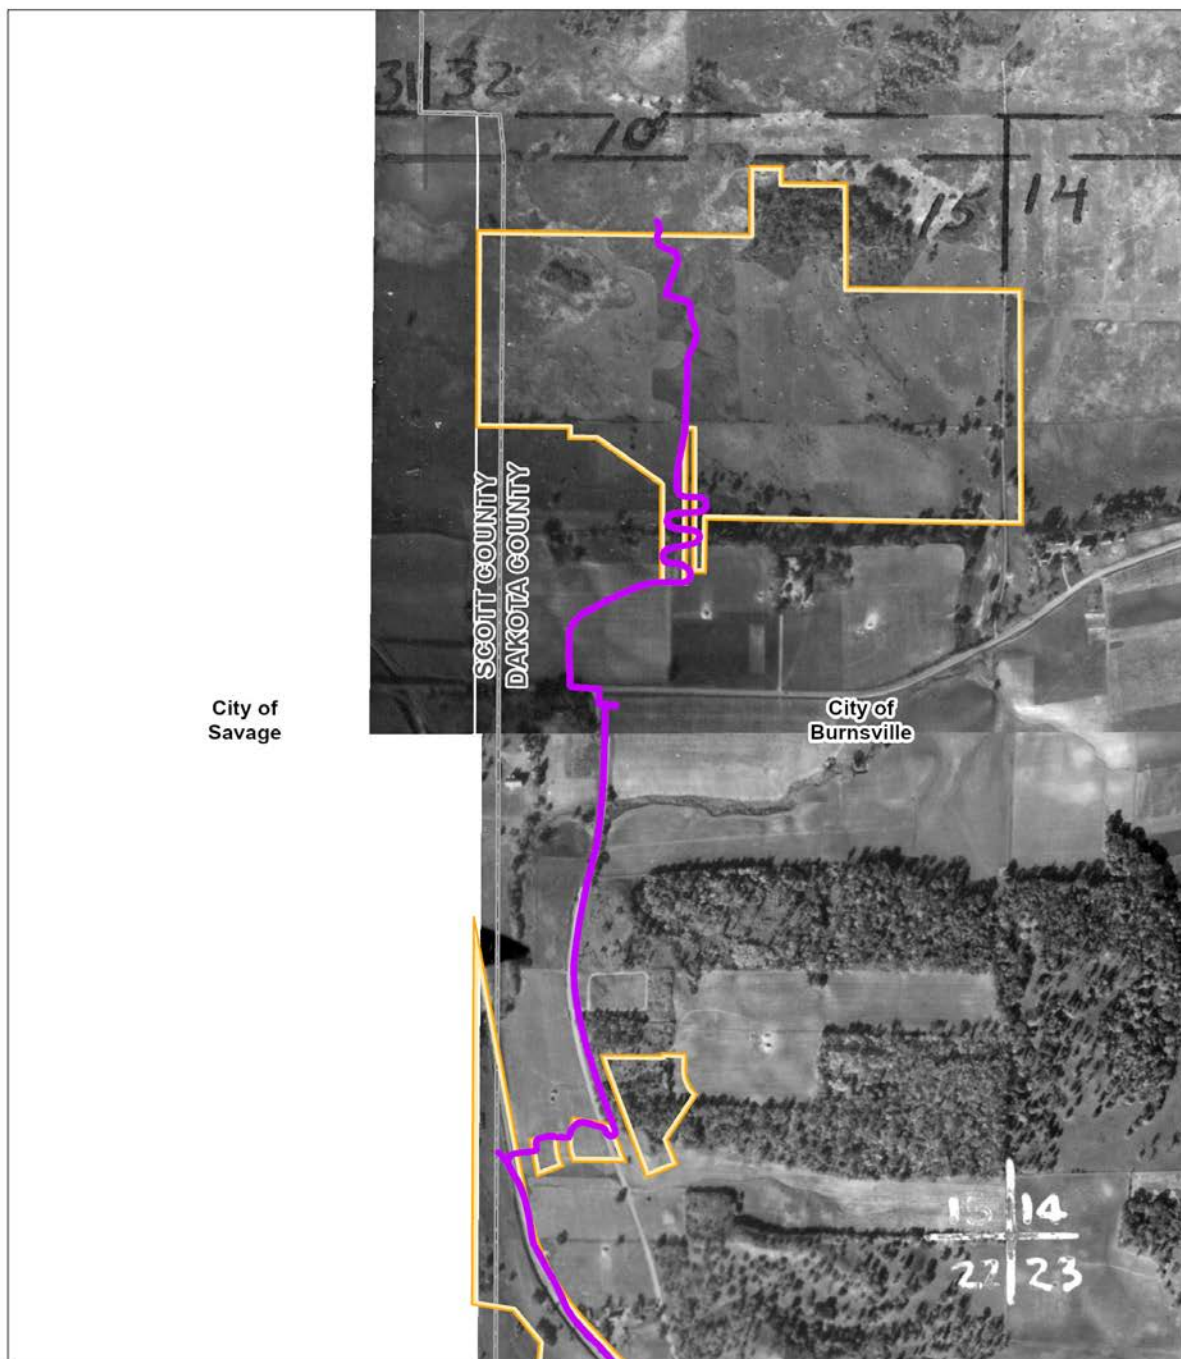 31 32
10
15 14
SCOTT COUNTY
DAKOTA COUNTY
City of
Savage
City of
Burnsville
15 14
22 23